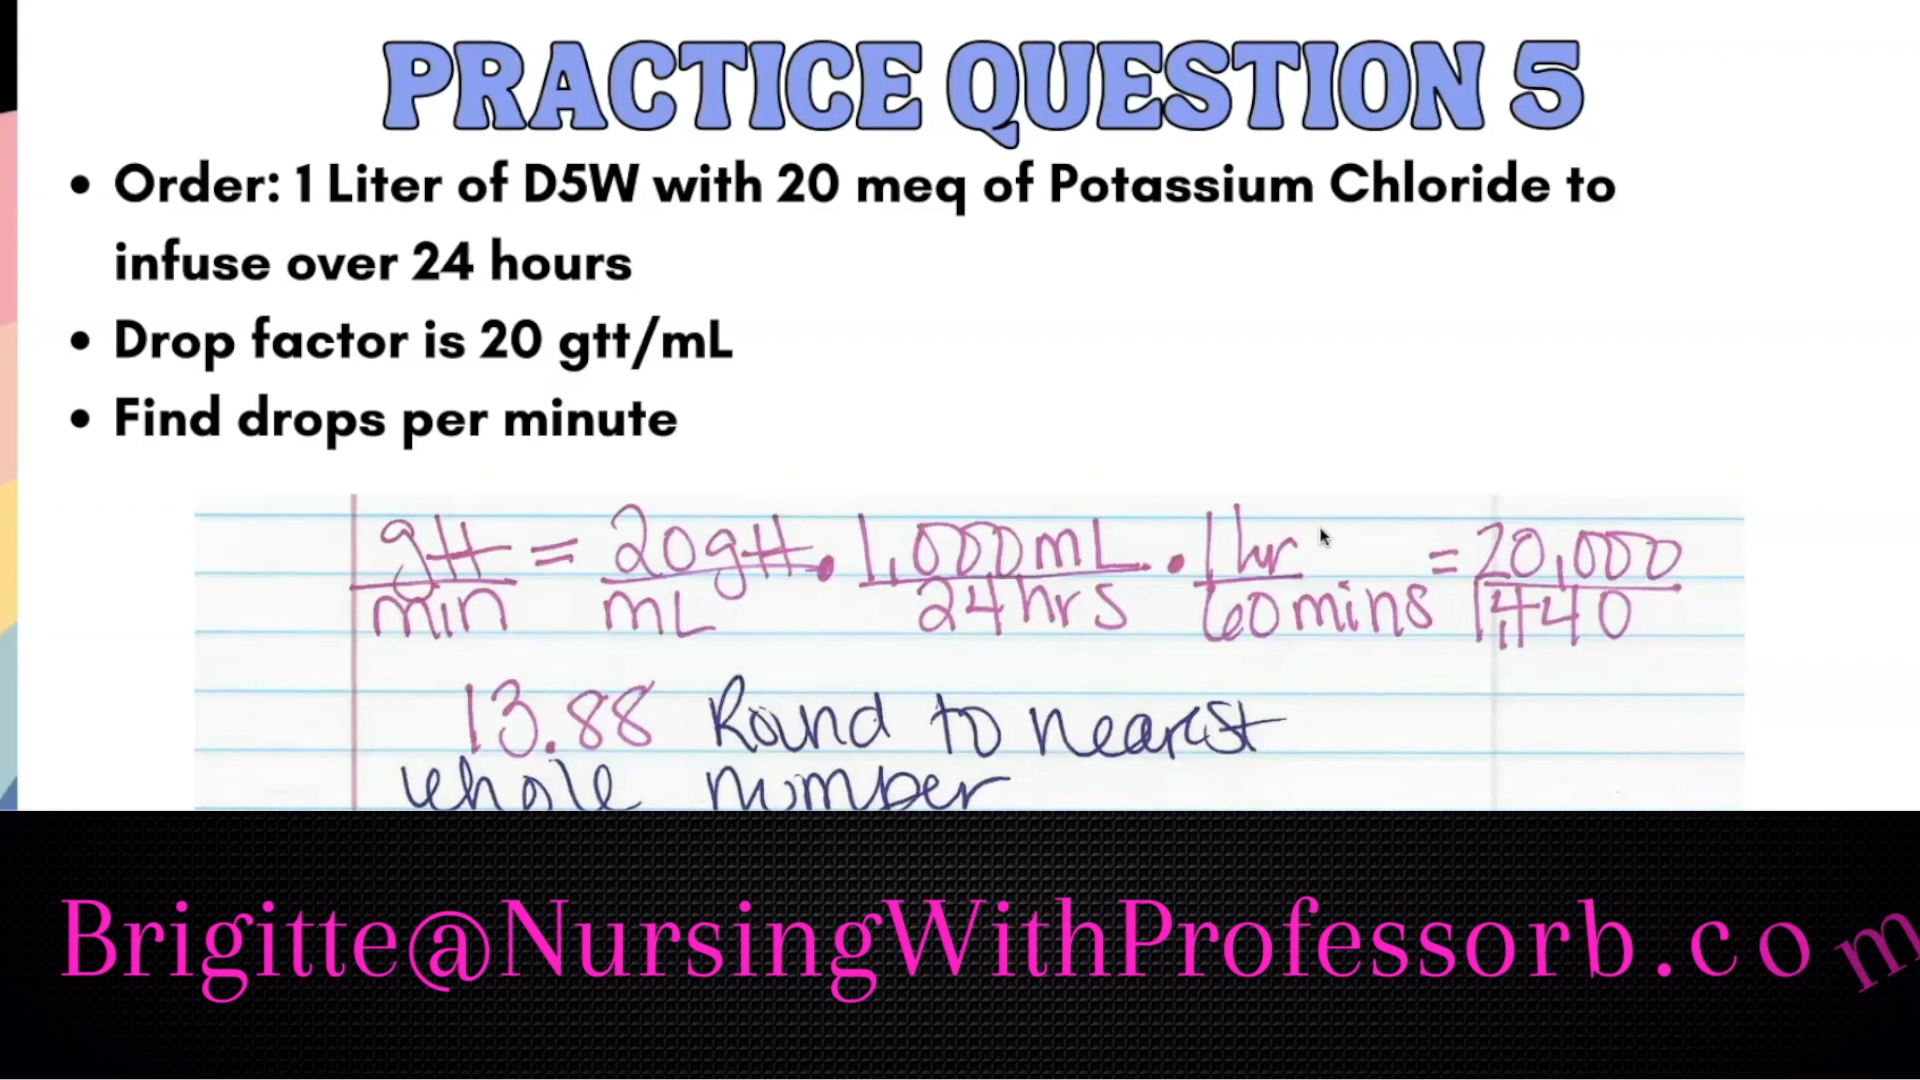 PRACTICE QUESTION 5
• Order: 1 Liter of D5W with 20 meq of Potassium Chloride to
infuse over 24 hours
• Drop factor is 20 gtt/mL
• Find drops per minute
gtt/min = 20gtt/mL · 1,000mL/24hrs · 1hr/60mins = 20,000/1,440
13.88 Round to nearest
whole number
Brigitte@NursingWithProfessorb.com